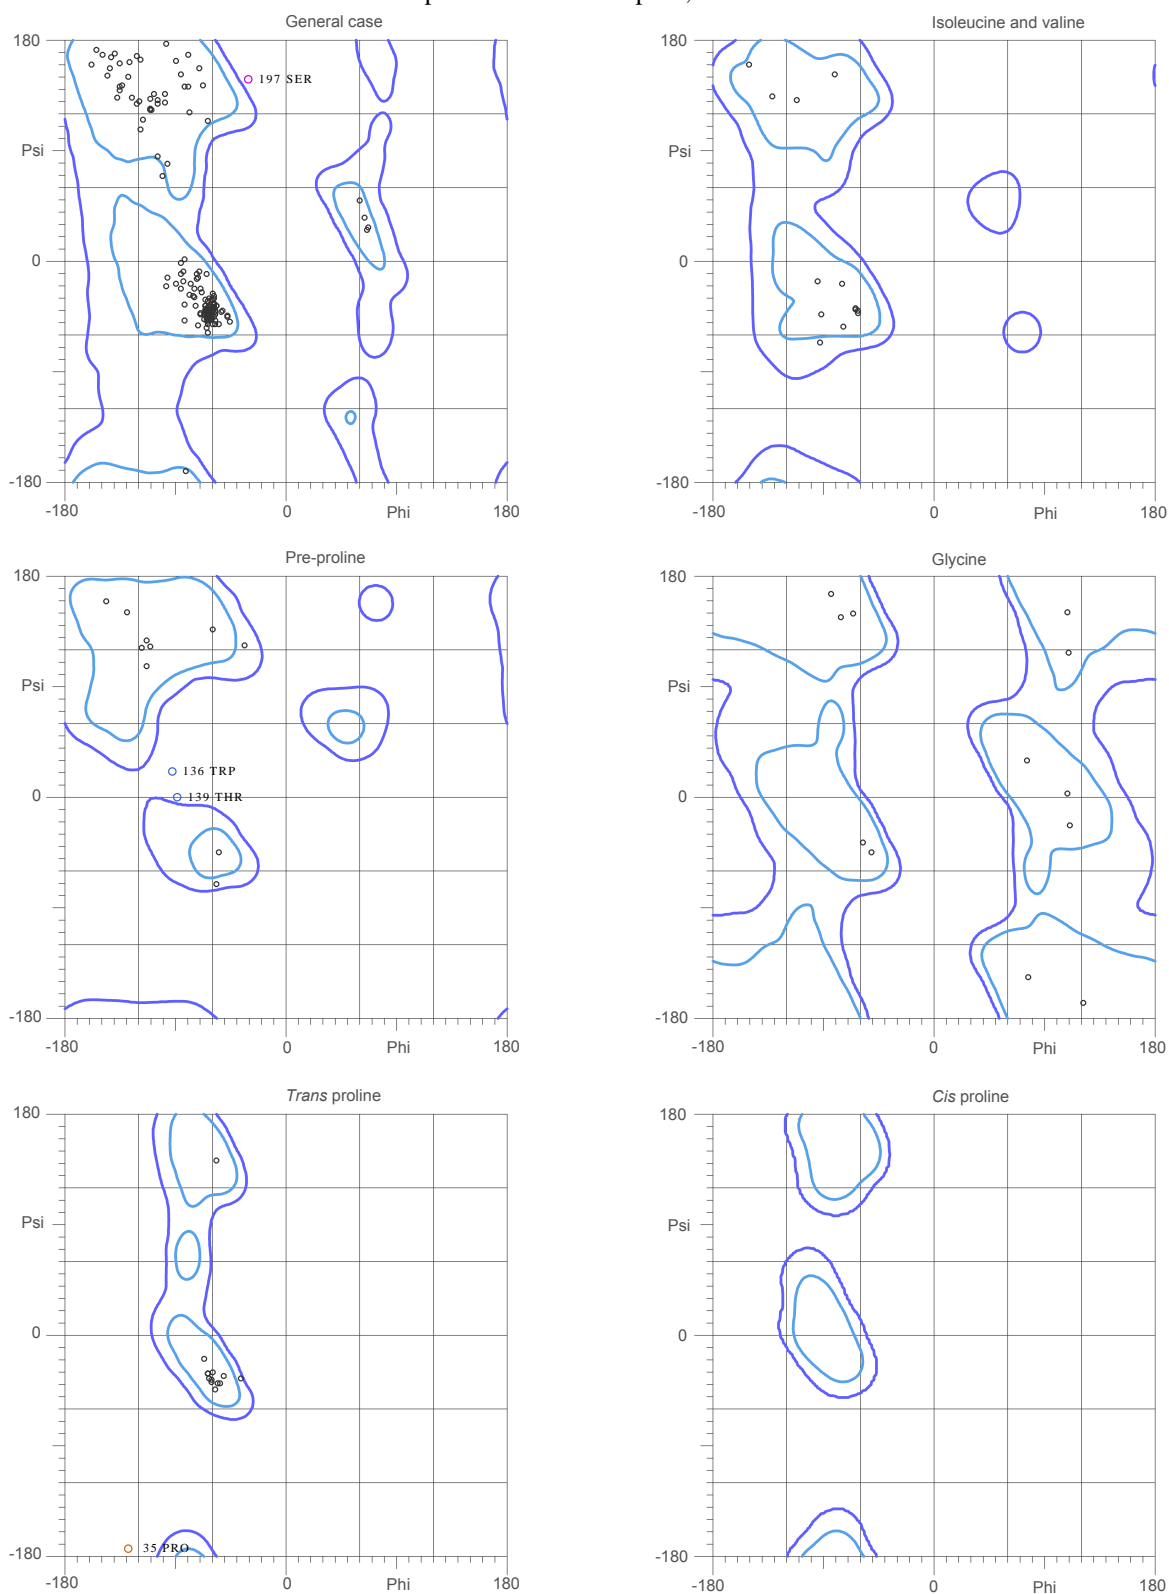 General case
Isoleucine and valine
180
197 SER
Psi
0
-180
-180
0
Phi
180
180
Psi
0
-180
-180
0
Phi
180
Pre-proline
Glycine
180
Psi
136 TRP
0
139 THR
-180
-180
0
Phi
180
180
Psi
0
-180
-180
0
Phi
180
Trans proline
Cis proline
180
Psi
0
35 PRO
-180
-180
0
Phi
180
180
Psi
0
-180
-180
0
Phi
180